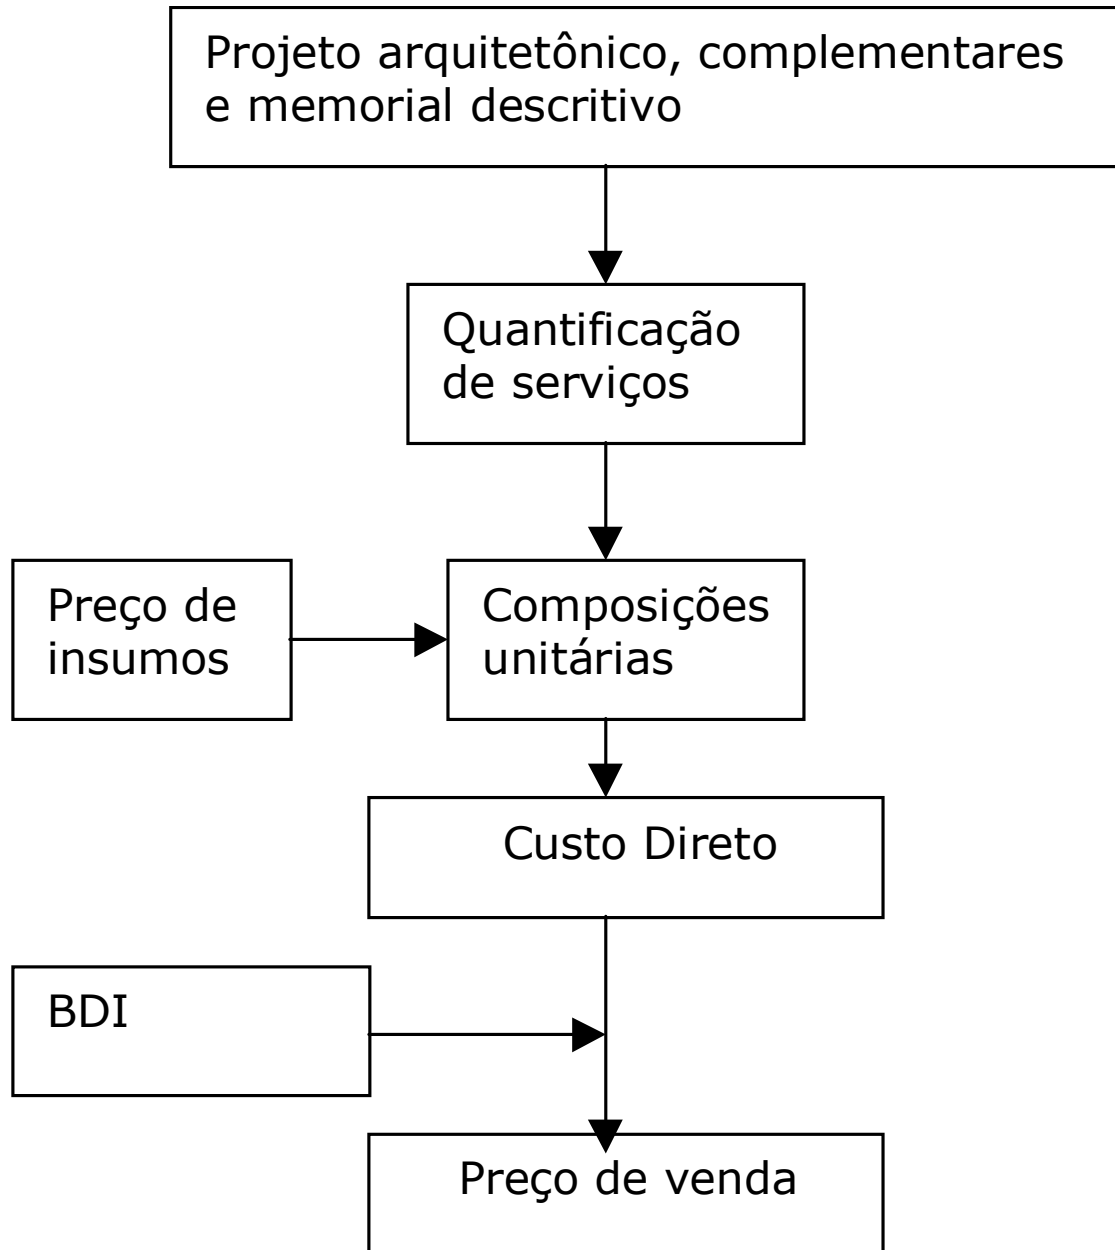 Projeto arquitetônico, complementares
e memorial descritivo
Quantificação
de serviços
Preço de
insumos
Composições
unitárias
Custo Direto
BDI
Preço de venda